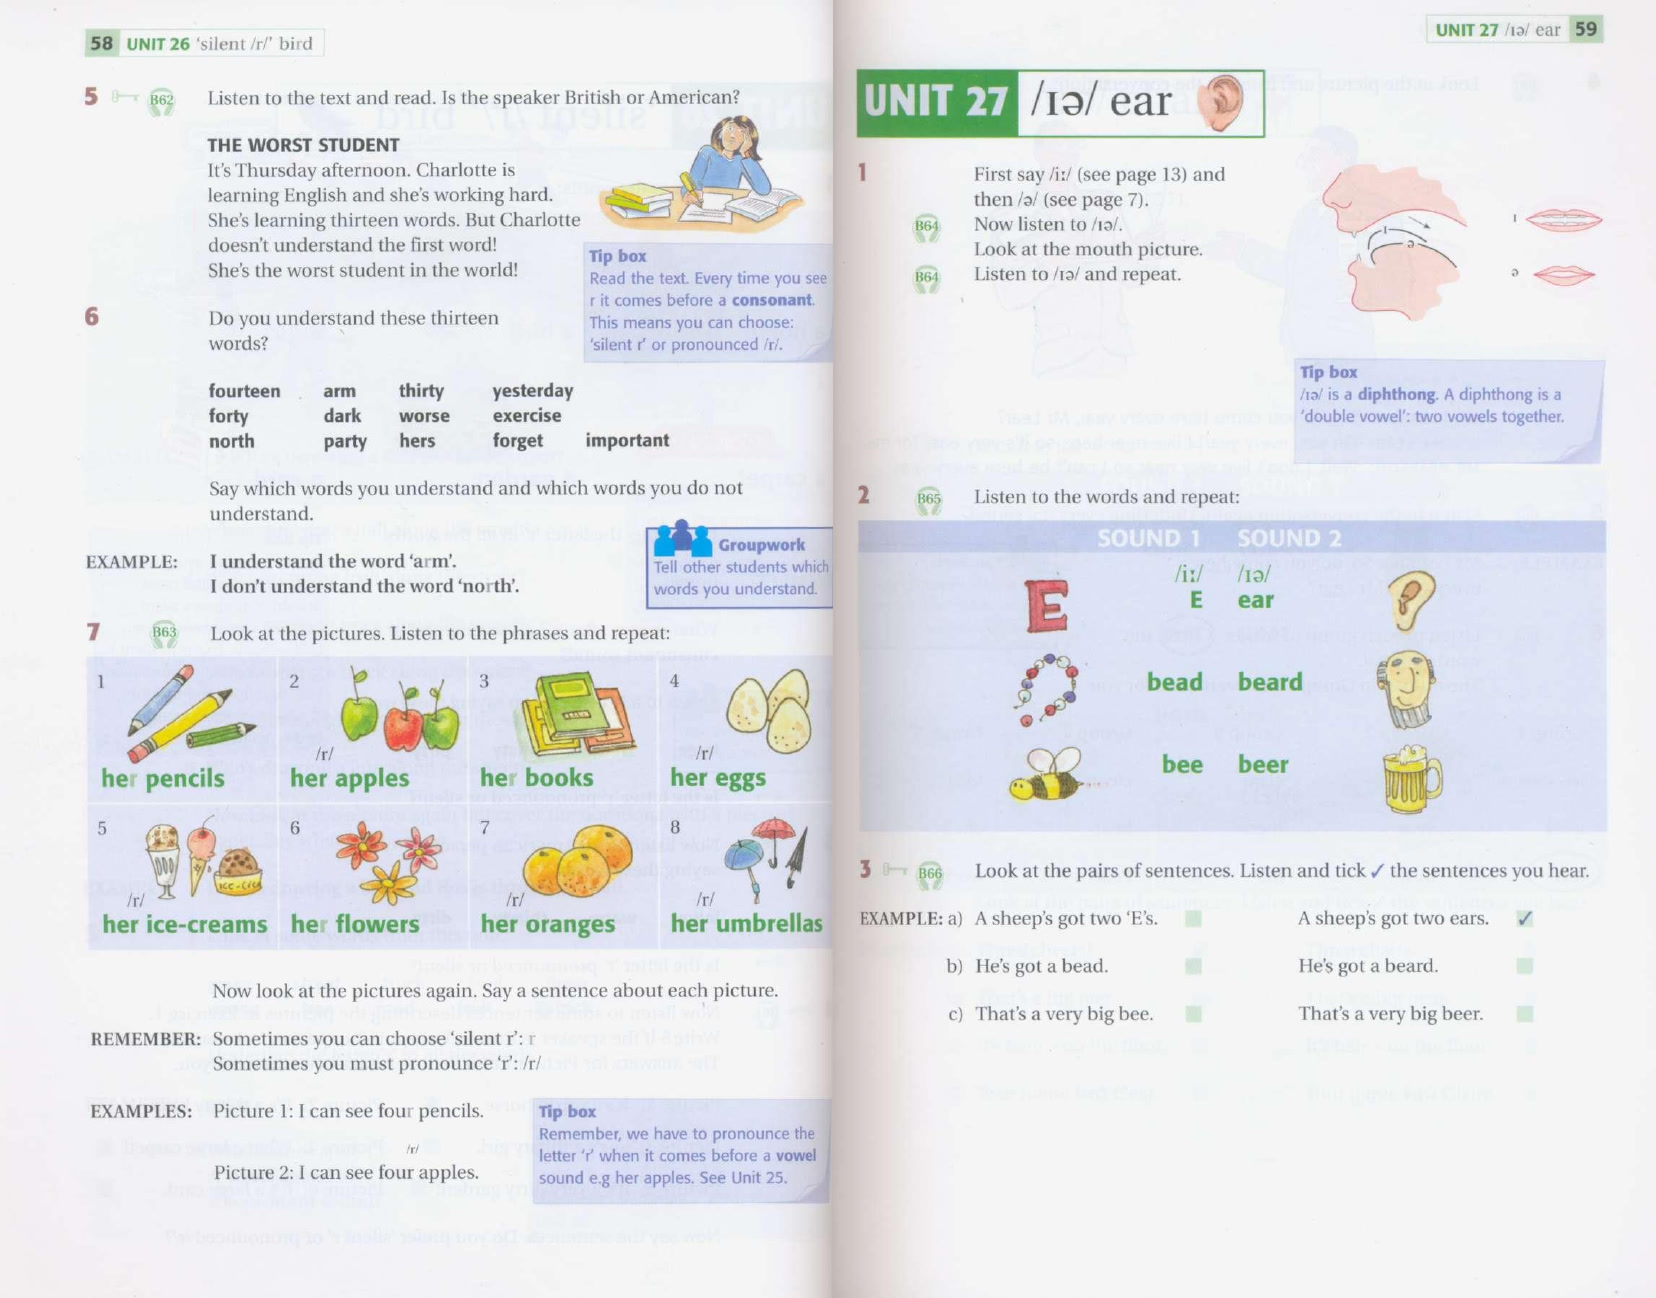 58 UNIT 26 'silent /r/' bird
5 B62 Listen to the text and read. Is the speaker British or American?
THE WORST STUDENT
It's Thursday afternoon. Charlotte is
learning English and she's working hard.
She's learning thirteen words. But Charlotte
doesn't understand the first word!
She's the worst student in the world!
Tip box
Read the text. Every time you see
r it comes before a consonant.
This means you can choose:
'silent r' or pronounced /r/.
6 Do you understand these thirteen
words?
fourteen arm thirty yesterday
forty dark worse exercise
north party hers forget important
Say which words you understand and which words you do not
understand.
EXAMPLE: I understand the word 'arm'.
I don't understand the word 'north'.
Groupwork
Tell other students which
words you understand.
7 B63 Look at the pictures. Listen to the phrases and repeat:
1 2 3 4
/r/ /r/
her pencils her apples her books her eggs
5 6 7 8
ice-cream
/r/ /r/ /r/
her ice-creams her flowers her oranges her umbrellas
Now look at the pictures again. Say a sentence about each picture.
REMEMBER: Sometimes you can choose 'silent r': r
Sometimes you must pronounce 'r': /r/
EXAMPLES: Picture 1: I can see four pencils.
/r/
Picture 2: I can see four apples.
Tip box
Remember, we have to pronounce the
letter 'r' when it comes before a vowel
sound e.g her apples. See Unit 25.
UNIT 27 /ɪə/ ear 59
UNIT 27 /ɪə/ ear
1 First say /iː/ (see page 13) and
then /ə/ (see page 7).
B64 Now listen to /ɪə/.
Look at the mouth picture.
B64 Listen to /ɪə/ and repeat.
ɪ
ə
ɪ
ə
Tip box
/ɪə/ is a diphthong. A diphthong is a
'double vowel': two vowels together.
2 B65 Listen to the words and repeat:
SOUND 1 SOUND 2
/iː/ /ɪə/
E E ear
bead beard
bee beer
3 B66 Look at the pairs of sentences. Listen and tick ✓ the sentences you hear.
EXAMPLE: a) A sheep's got two 'E's. A sheep's got two ears. ✓
b) He's got a bead. He's got a beard.
c) That's a very big bee. That's a very big beer.